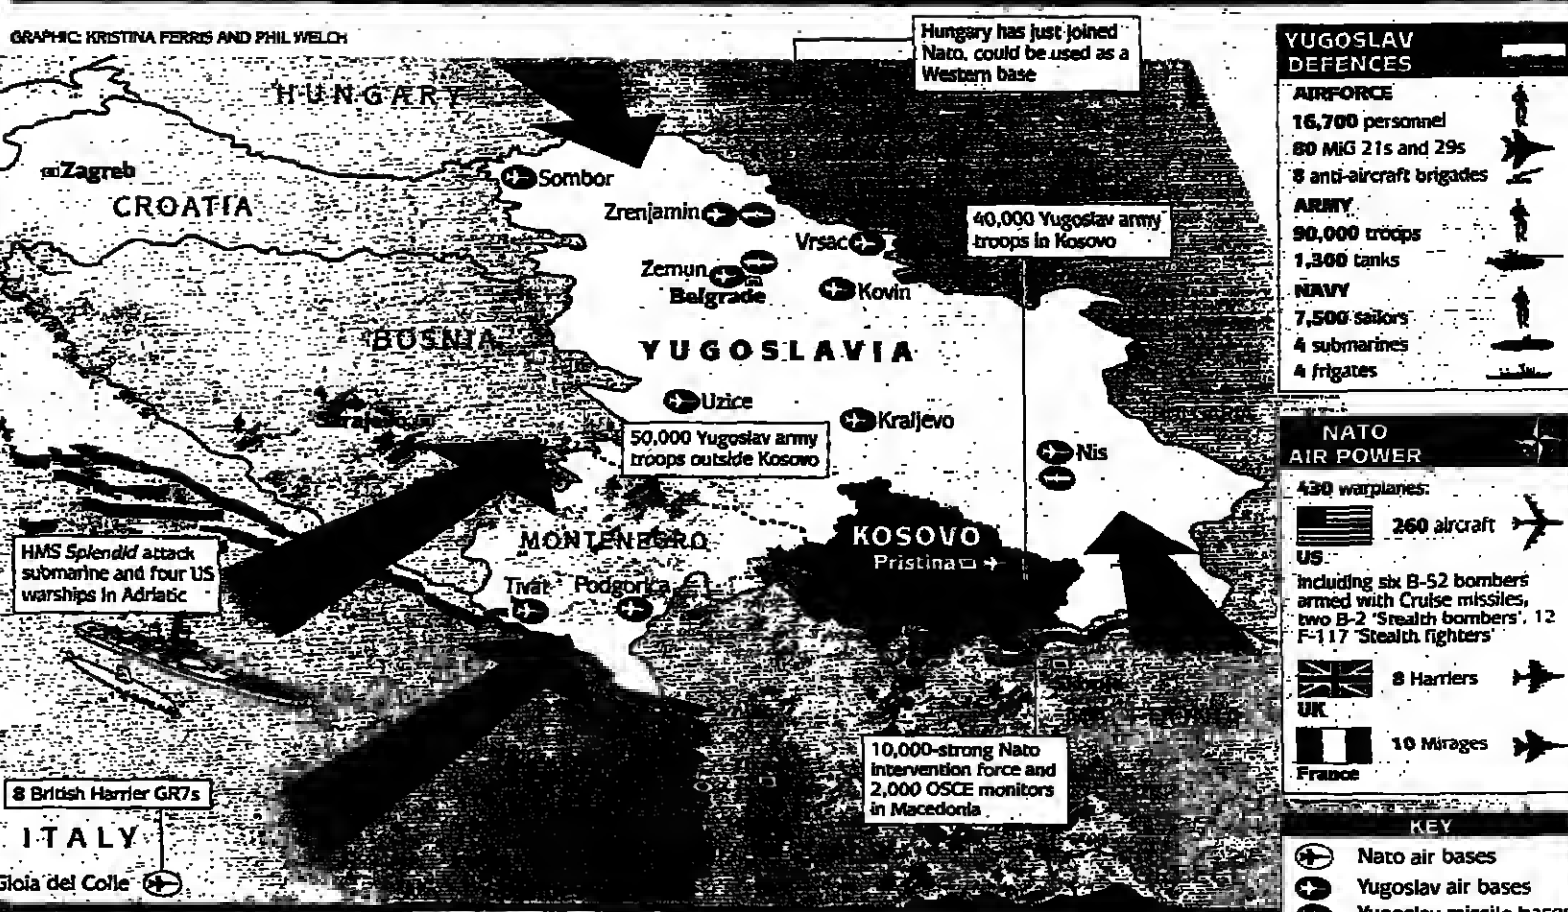 GRAPHIC: KRISTINA FERRIS AND PHIL WELCH
Hungary has just joined
Nato, could be used as a
Western base
HUNGARY
Zagreb
CROATIA
Sombor
Zrenjamin
Vrsac
40,000 Yugoslav army
troops in Kosovo
Zemun
Belgrade
Kovin
BOSNIA
YUGOSLAVIA
Sarajevo
Uzice
Kraljevo
50,000 Yugoslav army
troops outside Kosovo
Nis
HMS Splendid attack
submarine and four US
warships in Adriatic
MONTENEGRO
KOSOVO
Pristina
Tivat
Podgorica
10,000-strong Nato
intervention force and
2,000 OSCE monitors
in Macedonia
8 British Harrier GR7s
ITALY
Gioia del Colle
YUGOSLAV
DEFENCES
AIRFORCE
16,700 personnel
80 MiG 21s and 29s
8 anti-aircraft brigades
ARMY
90,000 troops
1,300 tanks
NAVY
7,500 sailors
4 submarines
4 frigates
NATO
AIR POWER
430 warplanes:
260 aircraft
US
including six B-52 bombers
armed with Cruise missiles,
two B-2 'Stealth bombers', 12
F-117 'Stealth fighters'
8 Harriers
UK
10 Mirages
France
KEY
Nato air bases
Yugoslav air bases
Yugoslav missile bases